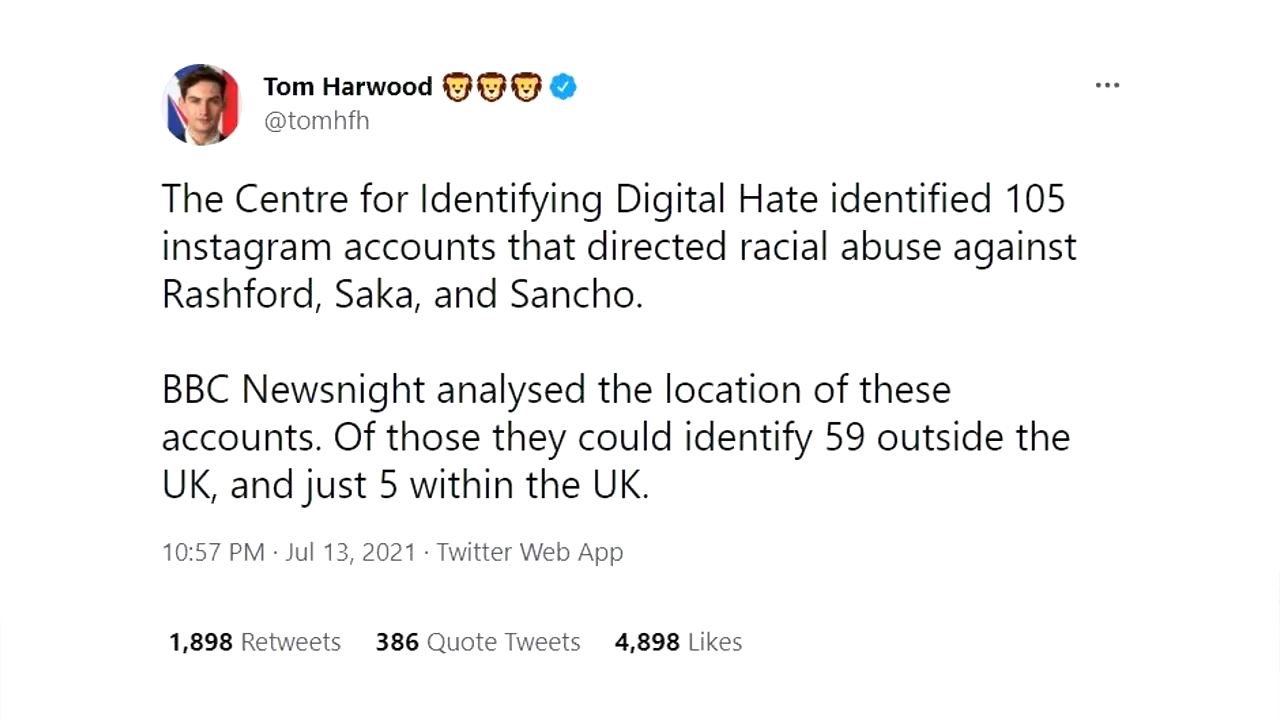 Tom Harwood 🦁🦁🦁
@tomhfh
The Centre for Identifying Digital Hate identified 105
instagram accounts that directed racial abuse against
Rashford, Saka, and Sancho.
BBC Newsnight analysed the location of these
accounts. Of those they could identify 59 outside the
UK, and just 5 within the UK.
10:57 PM · Jul 13, 2021 · Twitter Web App
1,898 Retweets 386 Quote Tweets 4,898 Likes